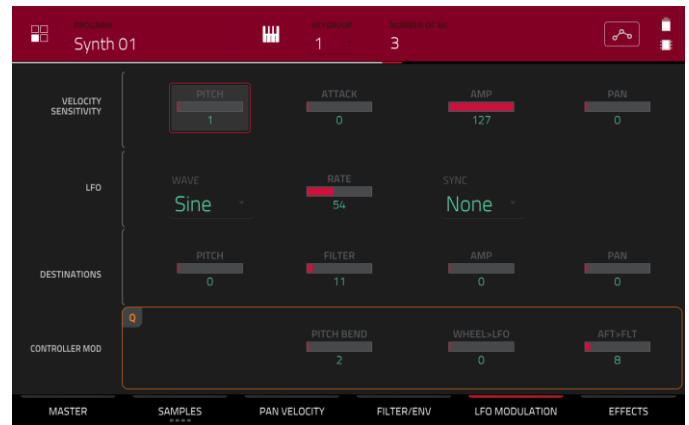 PROGRAM
KEYGROUP
NUMBER OF KG
Synth 01
1
3
VELOCITY
SENSITIVITY
PITCH
ATTACK
AMP
PAN
1
0
127
0
LFO
WAVE
RATE
SYNC
Sine
54
None
DESTINATIONS
PITCH
FILTER
AMP
PAN
0
11
0
0
Q
CONTROLLER MOD
PITCH BEND
WHEEL>LFO
AFT>FLT
2
0
8
MASTER
SAMPLES
PAN VELOCITY
FILTER/ENV
LFO MODULATION
EFFECTS